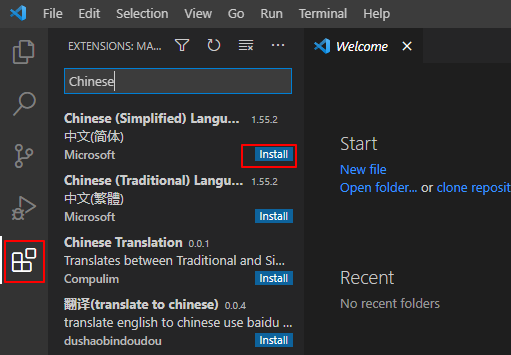 File Edit Selection View Go Run Terminal Help
EXTENSIONS: MA...
Welcome
Chinese
Chinese (Simplified) Langu... 1.55.2
中文(简体)
Microsoft Install
Chinese (Traditional) Langu... 1.55.2
中文(繁體)
Microsoft Install
Chinese Translation 0.0.1
Translates between Traditional and Si...
Compulim Install
翻译(translate to chinese) 0.0.4
translate english to chinese use baidu ...
dushaobindoudou Install
Start
New file
Open folder... or clone reposit
Recent
No recent folders